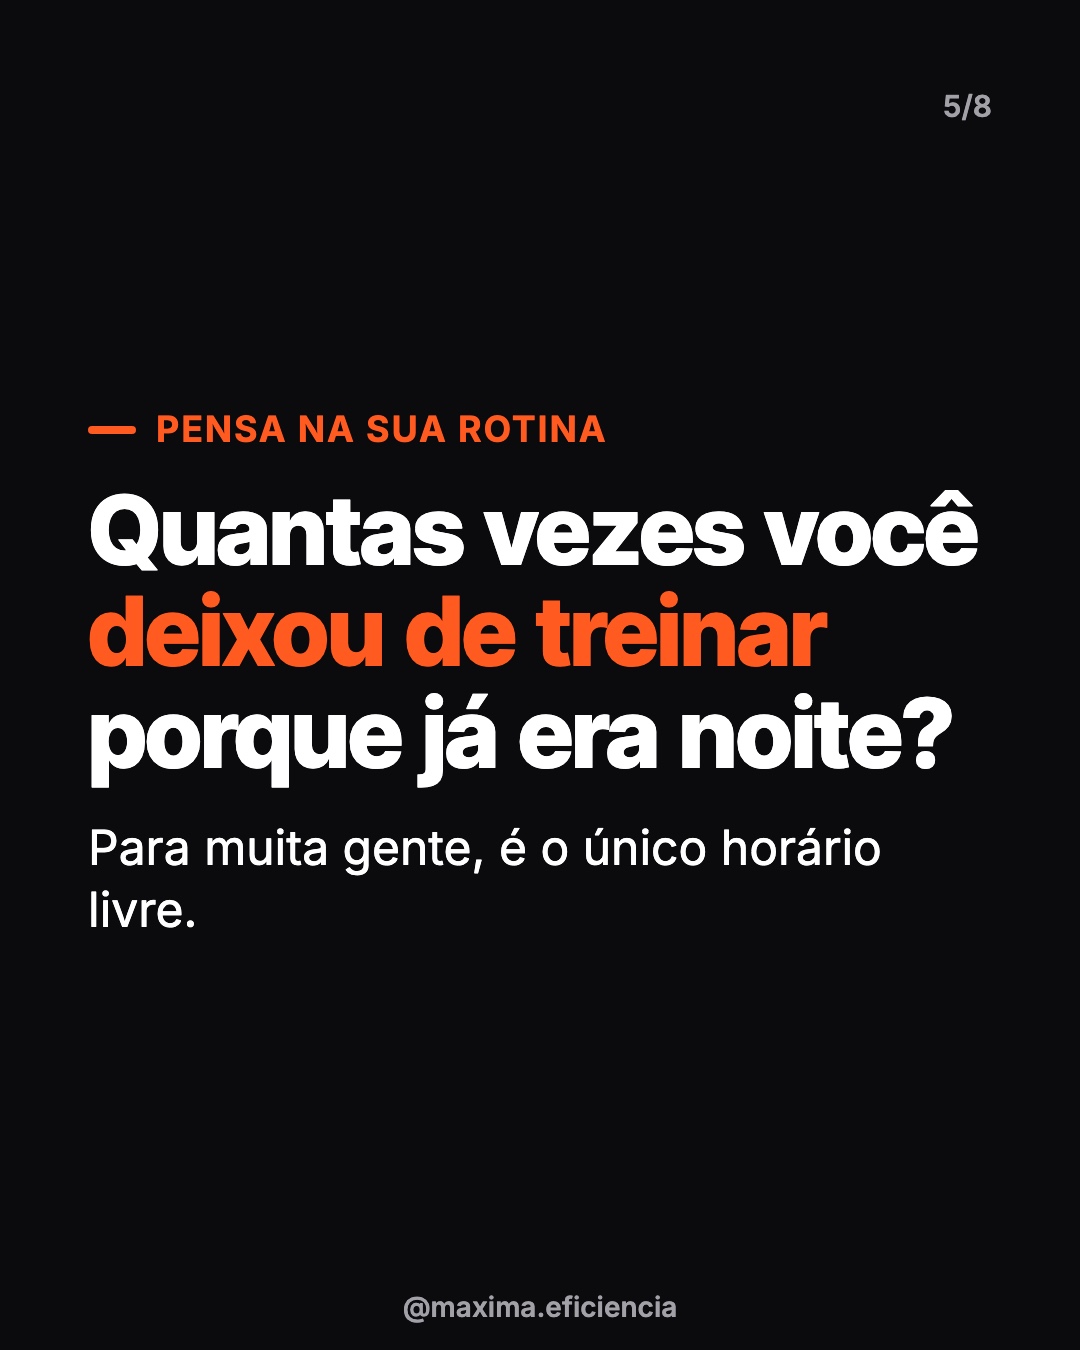 5/8
PENSA NA SUA ROTINA
Quantas vezes você
deixou de treinar
porque já era noite?
Para muita gente, é o único horário
livre.
@maxima.eficiencia